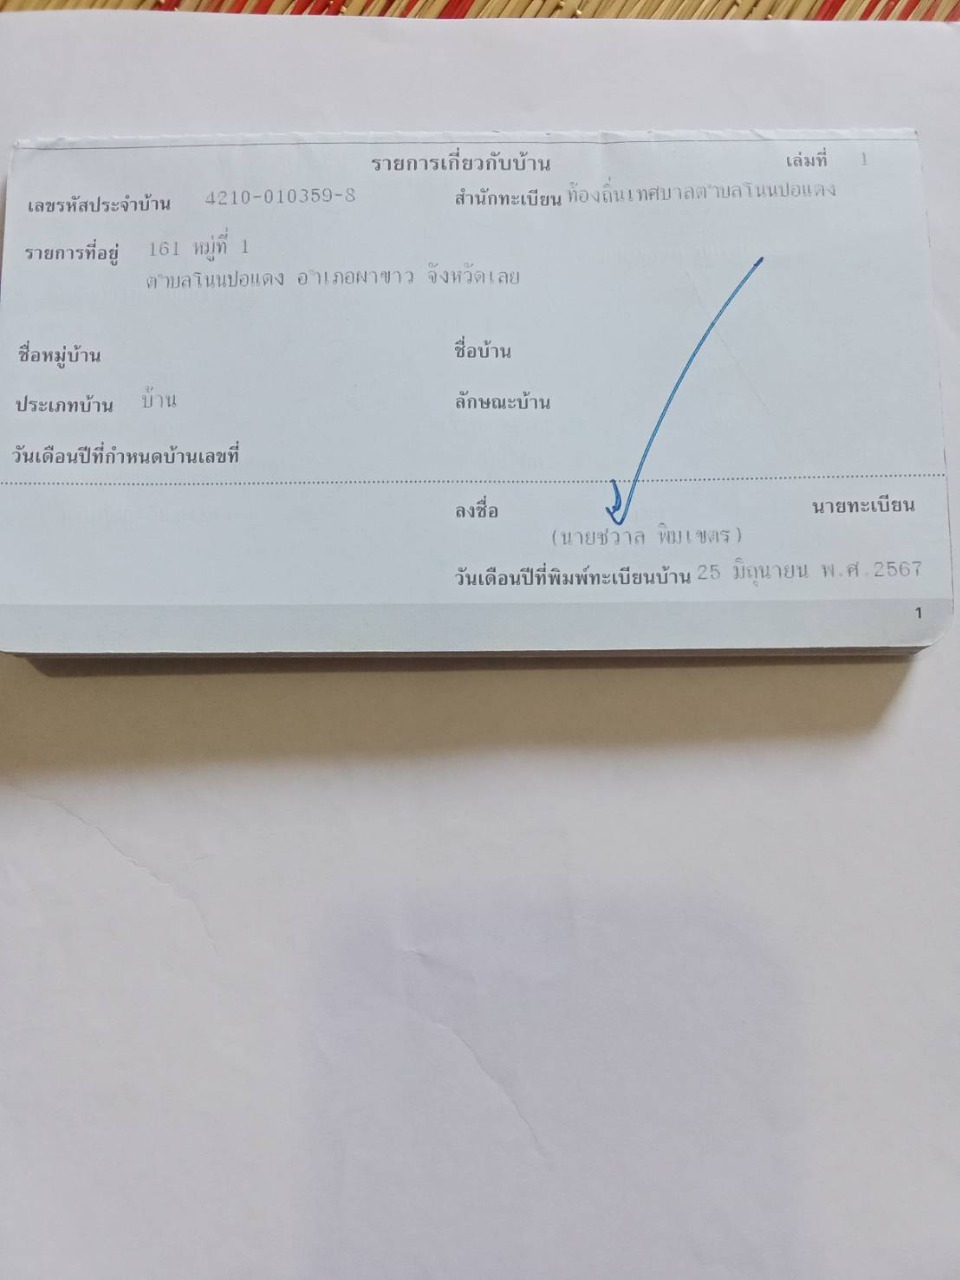 รายการเกี่ยวกับบ้าน เล่มที่ 1
เลขรหัสประจำบ้าน 4210-010359-8 สำนักทะเบียน ท้องถิ่นเทศบาลตำบลโนนปอแดง
รายการที่อยู่ 161 หมู่ที่ 1
ตำบลโนนปอแดง อำเภอผาขาว จังหวัดเลย
ชื่อหมู่บ้าน ชื่อบ้าน
ประเภทบ้าน บ้าน ลักษณะบ้าน
วันเดือนปีที่กำหนดบ้านเลขที่
ลงชื่อ นายทะเบียน
(นายชวาล พิมเขตร)
วันเดือนปีที่พิมพ์ทะเบียนบ้าน 25 มิถุนายน พ.ศ.2567
1